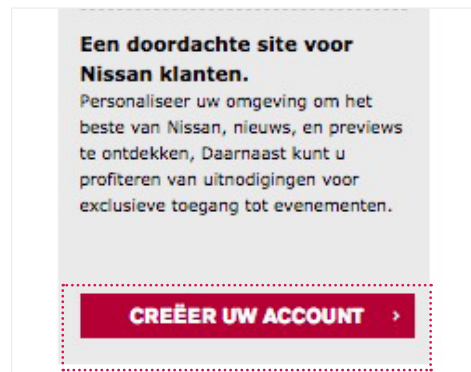 Een doordachte site voor
Nissan klanten.
Personaliseer uw omgeving om het
beste van Nissan, nieuws, en previews
te ontdekken, Daarnaast kunt u
profiteren van uitnodigingen voor
exclusieve toegang tot evenementen.
CREËER UW ACCOUNT ›